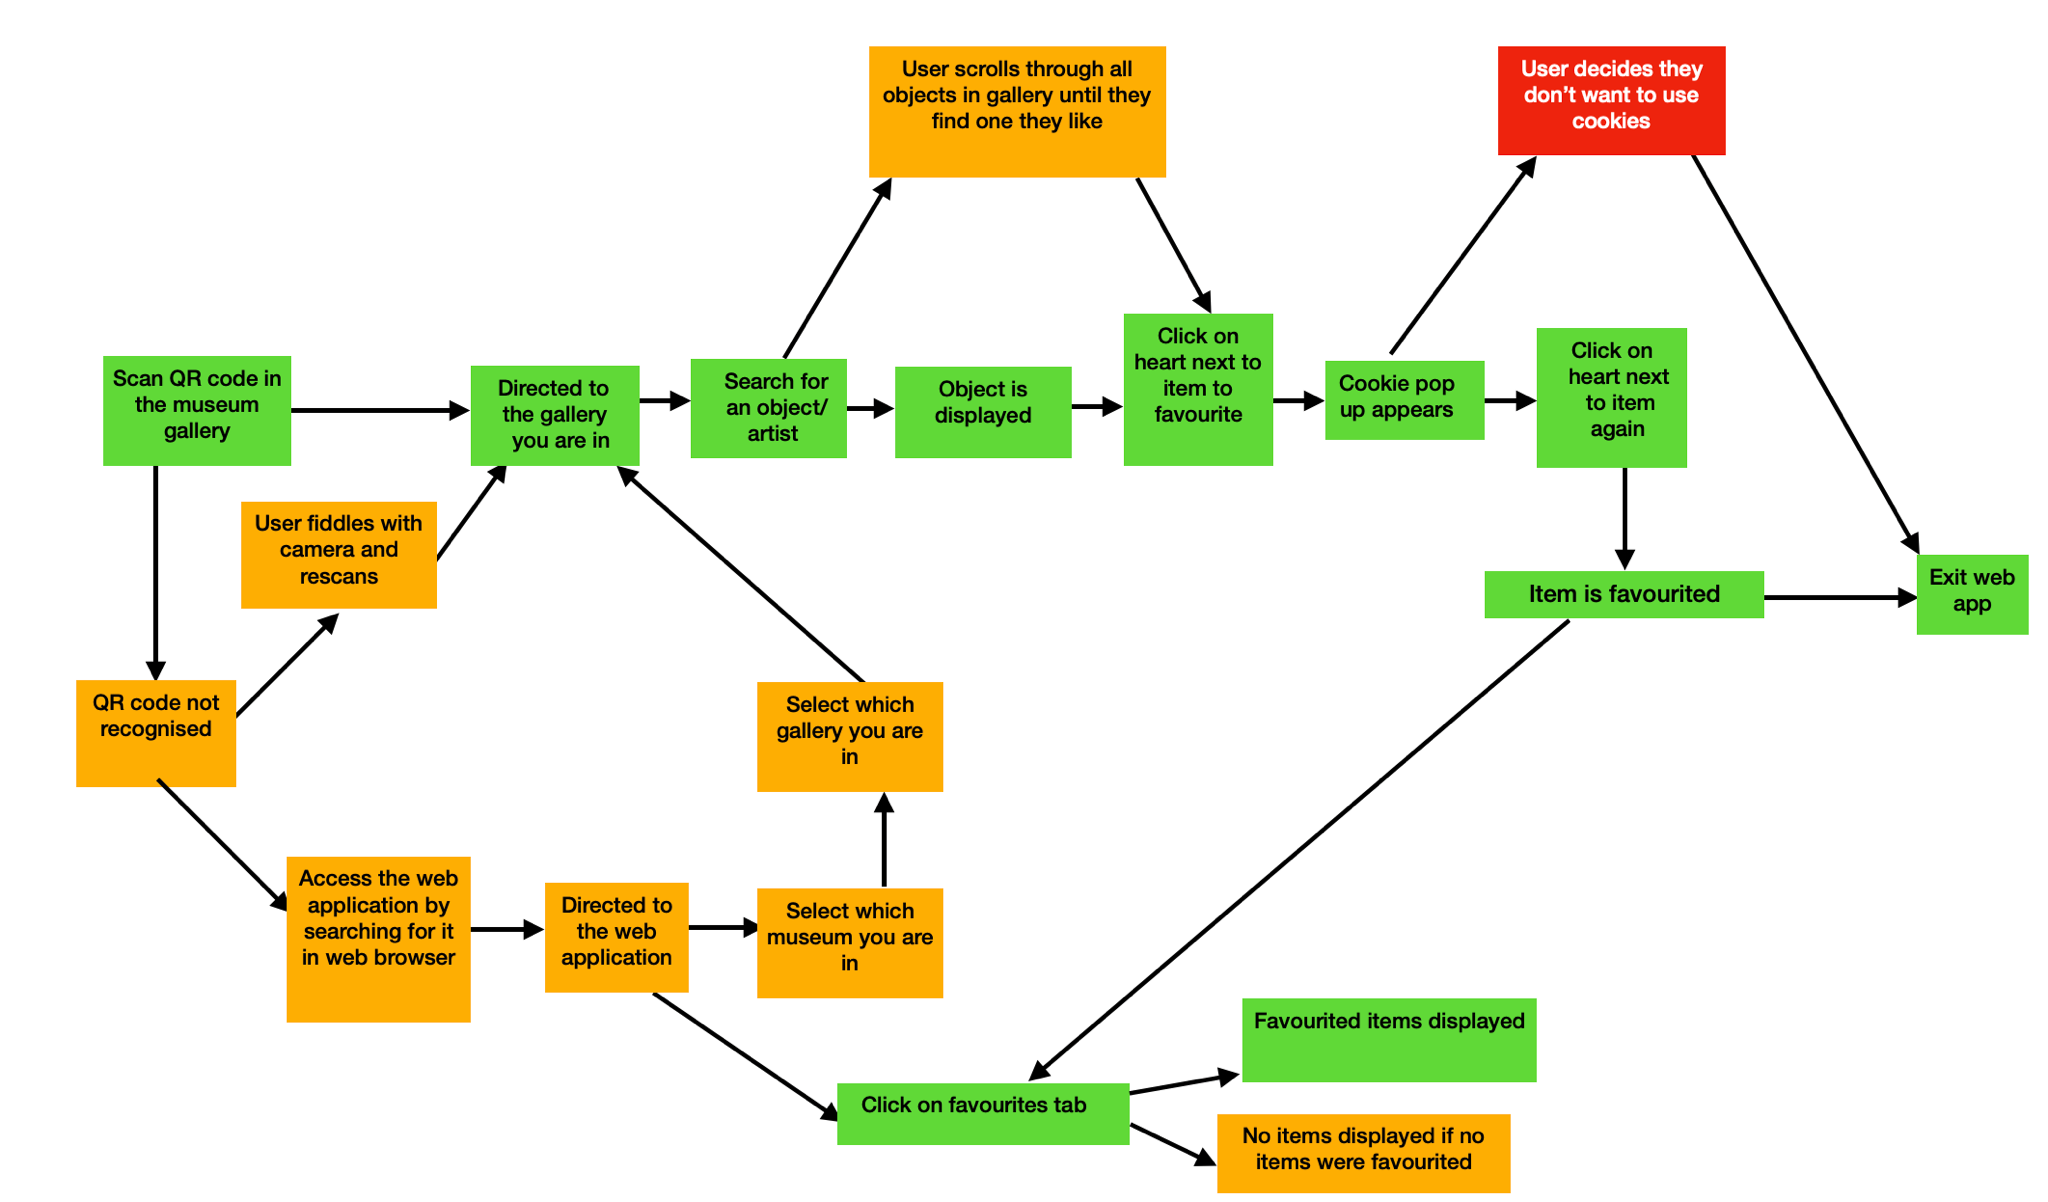 User scrolls through all
objects in gallery until they
find one they like
User decides they
don't want to use
cookies
Scan QR code in
the museum
gallery
Directed to
the gallery
you are in
Search for
an object/
artist
Object is
displayed
Click on
heart next to
item to
favourite
Cookie pop
up appears
Click on
heart next
to item
again
User fiddles with
camera and
rescans
Item is favourited
Exit web
app
QR code not
recognised
Select which
gallery you are
in
Access the web
application by
searching for it
in web browser
Directed to
the web
application
Select which
museum you are
in
Favourited items displayed
Click on favourites tab
No items displayed if no
items were favourited